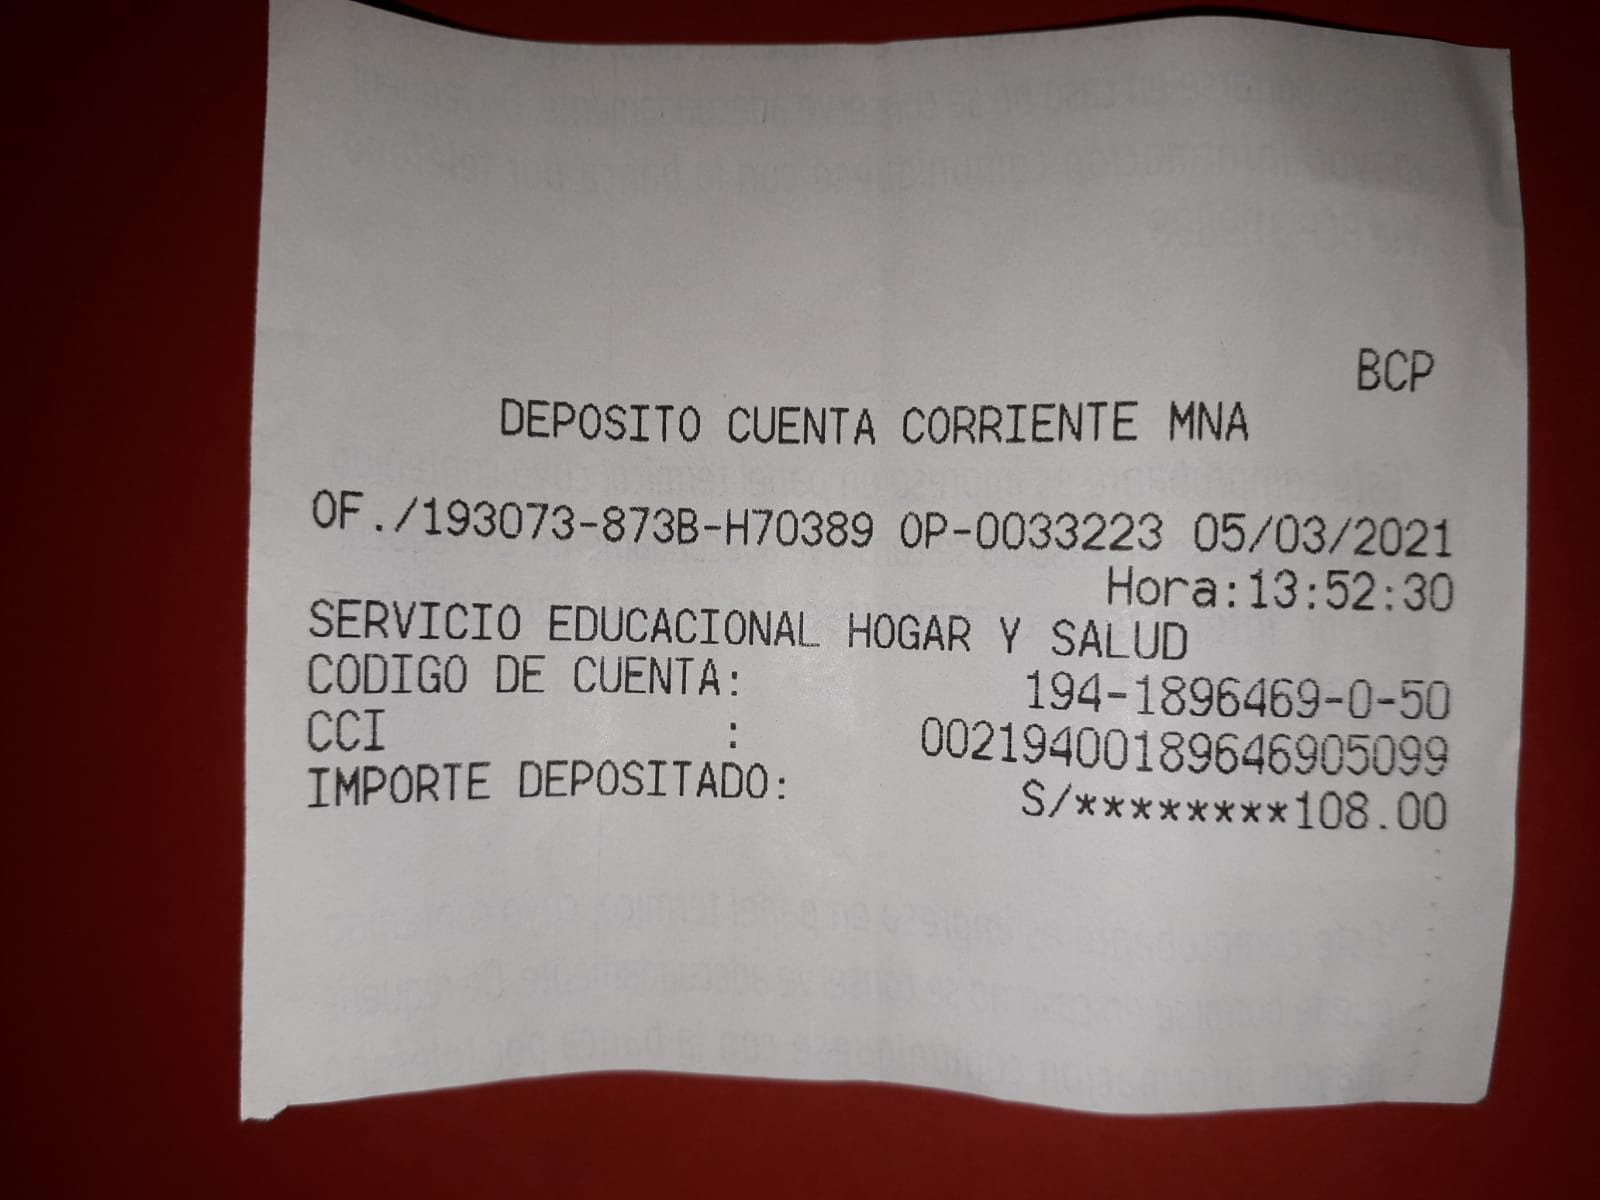 BCP
DEPOSITO CUENTA CORRIENTE MNA
OF./193073-873B-H70389 OP-0033223 05/03/2021
Hora:13:52:30
SERVICIO EDUCACIONAL HOGAR Y SALUD
CODIGO DE CUENTA: 194-1896469-0-50
CCI : 00219400189646905099
IMPORTE DEPOSITADO: S/********108.00